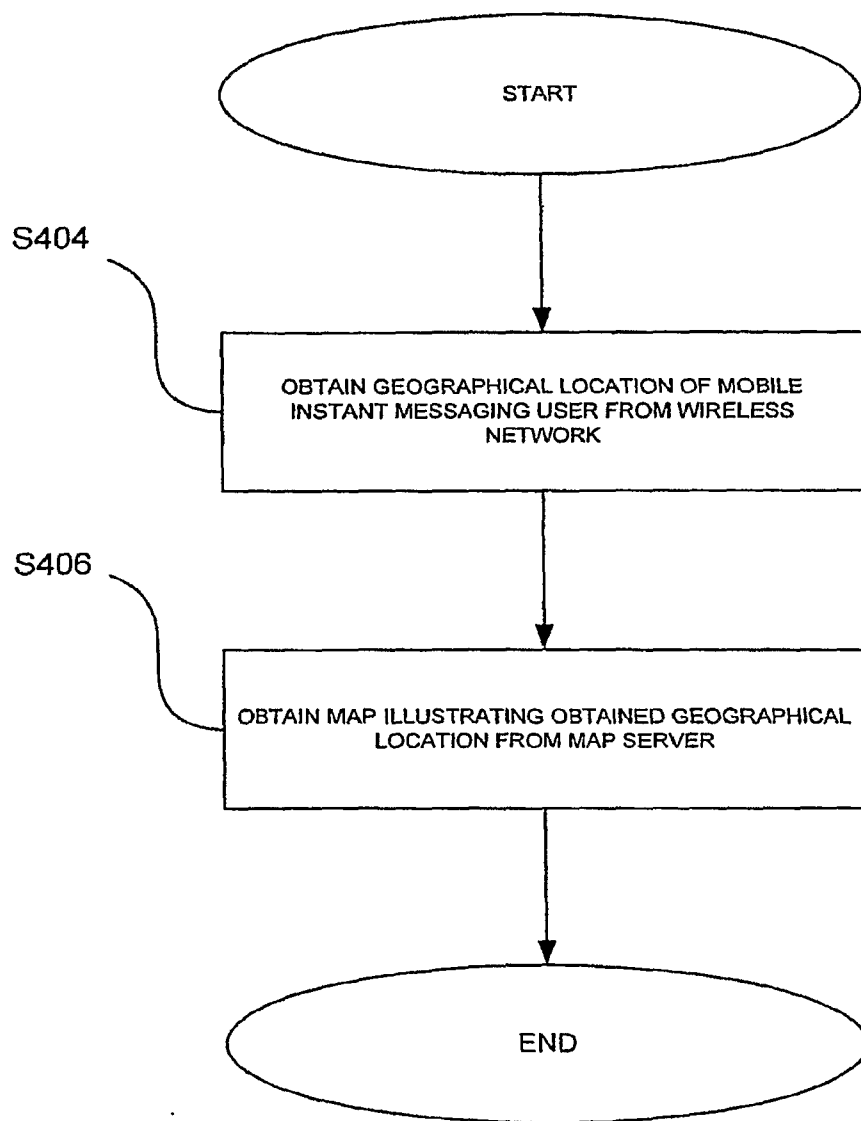 START
S404
OBTAIN GEOGRAPHICAL LOCATION OF MOBILE
INSTANT MESSAGING USER FROM WIRELESS
NETWORK
S406
OBTAIN MAP ILLUSTRATING OBTAINED GEOGRAPHICAL
LOCATION FROM MAP SERVER
END